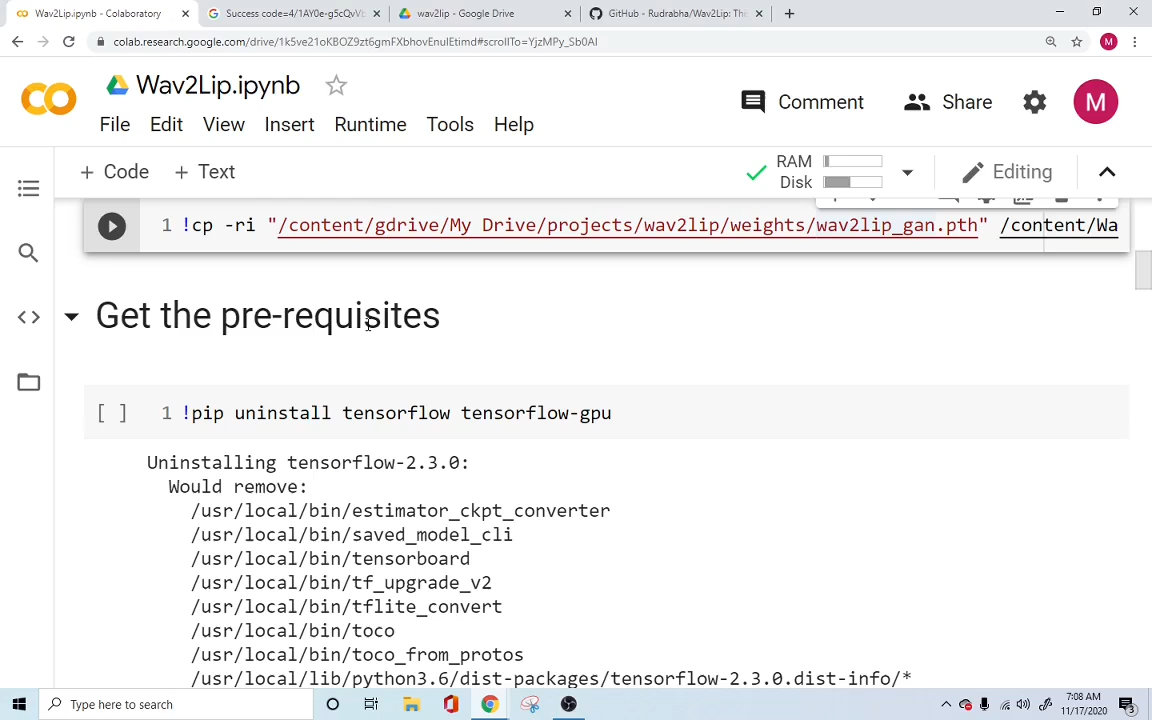 Wav2Lip.ipynb - Colaboratory
Success code=4/1AY0e-g5cQvVb
wav2lip - Google Drive
GitHub - Rudrabha/Wav2Lip: Thi
colab.research.google.com/drive/1k5ve21oKBOZ9zt6gmFXbhovEnulEtimd#scrollTo=YjzMPy_Sb0AI
M
CO
Wav2Lip.ipynb
Comment
Share
M
File Edit View Insert Runtime Tools Help
+ Code + Text
RAM
Disk
Editing
1 !cp -ri "/content/gdrive/My Drive/projects/wav2lip/weights/wav2lip_gan.pth" /content/Wa
Get the pre-requisites
[ ] 1 !pip uninstall tensorflow tensorflow-gpu
Uninstalling tensorflow-2.3.0:
Would remove:
/usr/local/bin/estimator_ckpt_converter
/usr/local/bin/saved_model_cli
/usr/local/bin/tensorboard
/usr/local/bin/tf_upgrade_v2
/usr/local/bin/tflite_convert
/usr/local/bin/toco
/usr/local/bin/toco_from_protos
/usr/local/lib/python3.6/dist-packages/tensorflow-2.3.0.dist-info/*
Type here to search
7:08 AM
11/17/2020
3